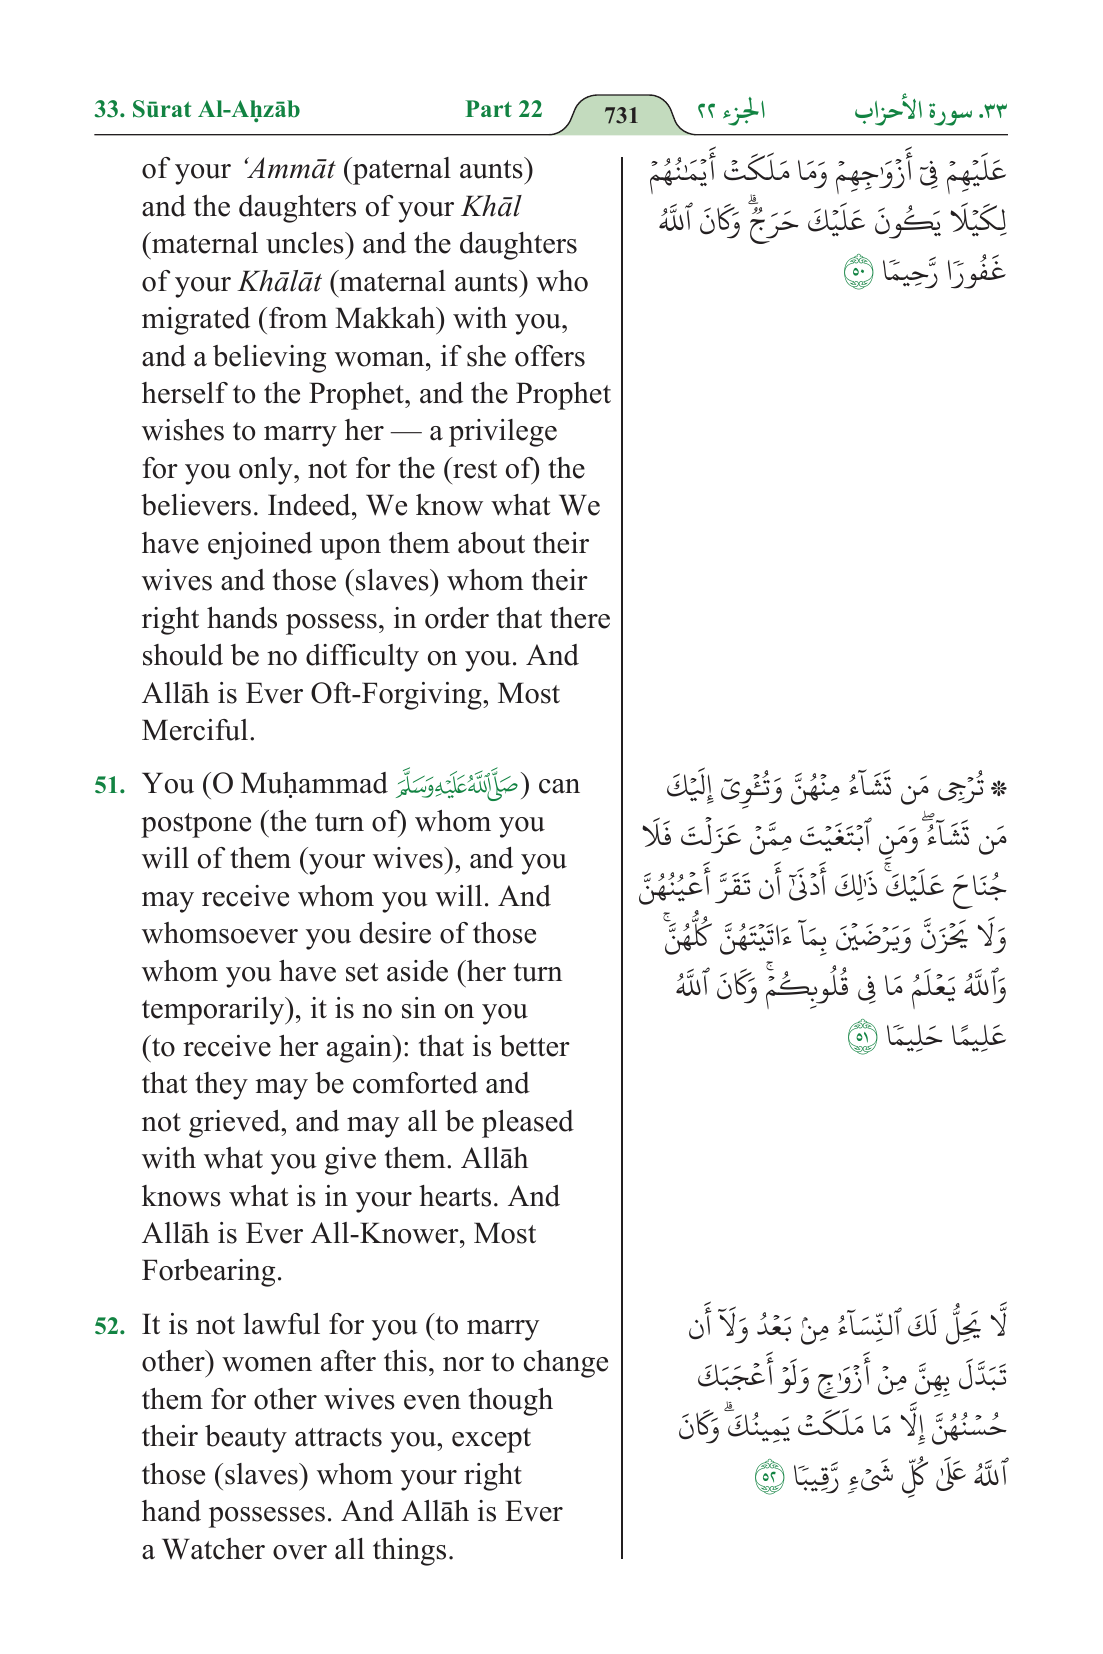 33. Sūrat Al-Aḥzāb Part 22 731 الجزء ٢٢ ٣٣. سورة الأحزاب
of your ‘Ammāt (paternal aunts)
and the daughters of your Khāl
(maternal uncles) and the daughters
of your Khālāt (maternal aunts) who
migrated (from Makkah) with you,
and a believing woman, if she offers
herself to the Prophet, and the Prophet
wishes to marry her — a privilege
for you only, not for the (rest of) the
believers. Indeed, We know what We
have enjoined upon them about their
wives and those (slaves) whom their
right hands possess, in order that there
should be no difficulty on you. And
Allāh is Ever Oft-Forgiving, Most
Merciful.
عَلَيۡهِمۡ فِيٓ أَزۡوَٰجِهِمۡ وَمَا مَلَكَتۡ أَيۡمَٰنُهُمۡ
لِكَيۡلَا يَكُونَ عَلَيۡكَ حَرَجٞۗ وَكَانَ ٱللَّهُ
غَفُورٗا رَّحِيمٗا ٥٠
51. You (O Muḥammad صَلَّى ٱللَّهُ عَلَيْهِ وَسَلَّمَ) can
postpone (the turn of) whom you
will of them (your wives), and you
may receive whom you will. And
whomsoever you desire of those
whom you have set aside (her turn
temporarily), it is no sin on you
(to receive her again): that is better
that they may be comforted and
not grieved, and may all be pleased
with what you give them. Allāh
knows what is in your hearts. And
Allāh is Ever All-Knower, Most
Forbearing.
۞ تُرۡجِي مَن تَشَآءُ مِنۡهُنَّ وَتُـٔۡوِيٓ إِلَيۡكَ
مَن تَشَآءُۖ وَمَنِ ٱبۡتَغَيۡتَ مِمَّنۡ عَزَلۡتَ فَلَا
جُنَاحَ عَلَيۡكَۚ ذَٰلِكَ أَدۡنَىٰٓ أَن تَقَرَّ أَعۡيُنُهُنَّ
وَلَا يَحۡزَنَّ وَيَرۡضَيۡنَ بِمَآ ءَاتَيۡتَهُنَّ كُلُّهُنَّۚ
وَٱللَّهُ يَعۡلَمُ مَا فِي قُلُوبِكُمۡۚ وَكَانَ ٱللَّهُ
عَلِيمًا حَلِيمٗا ٥١
52. It is not lawful for you (to marry
other) women after this, nor to change
them for other wives even though
their beauty attracts you, except
those (slaves) whom your right
hand possesses. And Allāh is Ever
a Watcher over all things.
لَّا يَحِلُّ لَكَ ٱلنِّسَآءُ مِنۢ بَعۡدُ وَلَآ أَن
تَبَدَّلَ بِهِنَّ مِنۡ أَزۡوَٰجٖ وَلَوۡ أَعۡجَبَكَ
حُسۡنُهُنَّ إِلَّا مَا مَلَكَتۡ يَمِينُكَۗ وَكَانَ
ٱللَّهُ عَلَىٰ كُلِّ شَيۡءٖ رَّقِيبٗا ٥٢